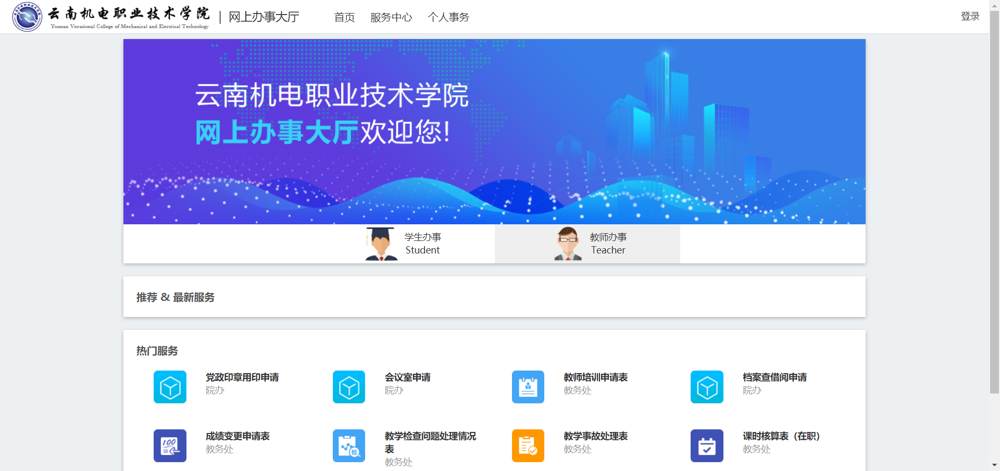 云南机电职业技术学院
Yunnan Vocational College of Mechanical and Electrical Technology
| 网上办事大厅
首页
服务中心
个人事务
登录
云南机电职业技术学院
网上办事大厅欢迎您!
学生办事
Student
教师办事
Teacher
推荐 & 最新服务
热门服务
党政印章用印申请
院办
会议室申请
院办
教师培训申请表
教务处
档案查借阅申请
院办
100
成绩变更申请表
教务处
检
教学检查问题处理情况
表
教务处
教学事故处理表
教务处
课时核算表（在职）
教务处